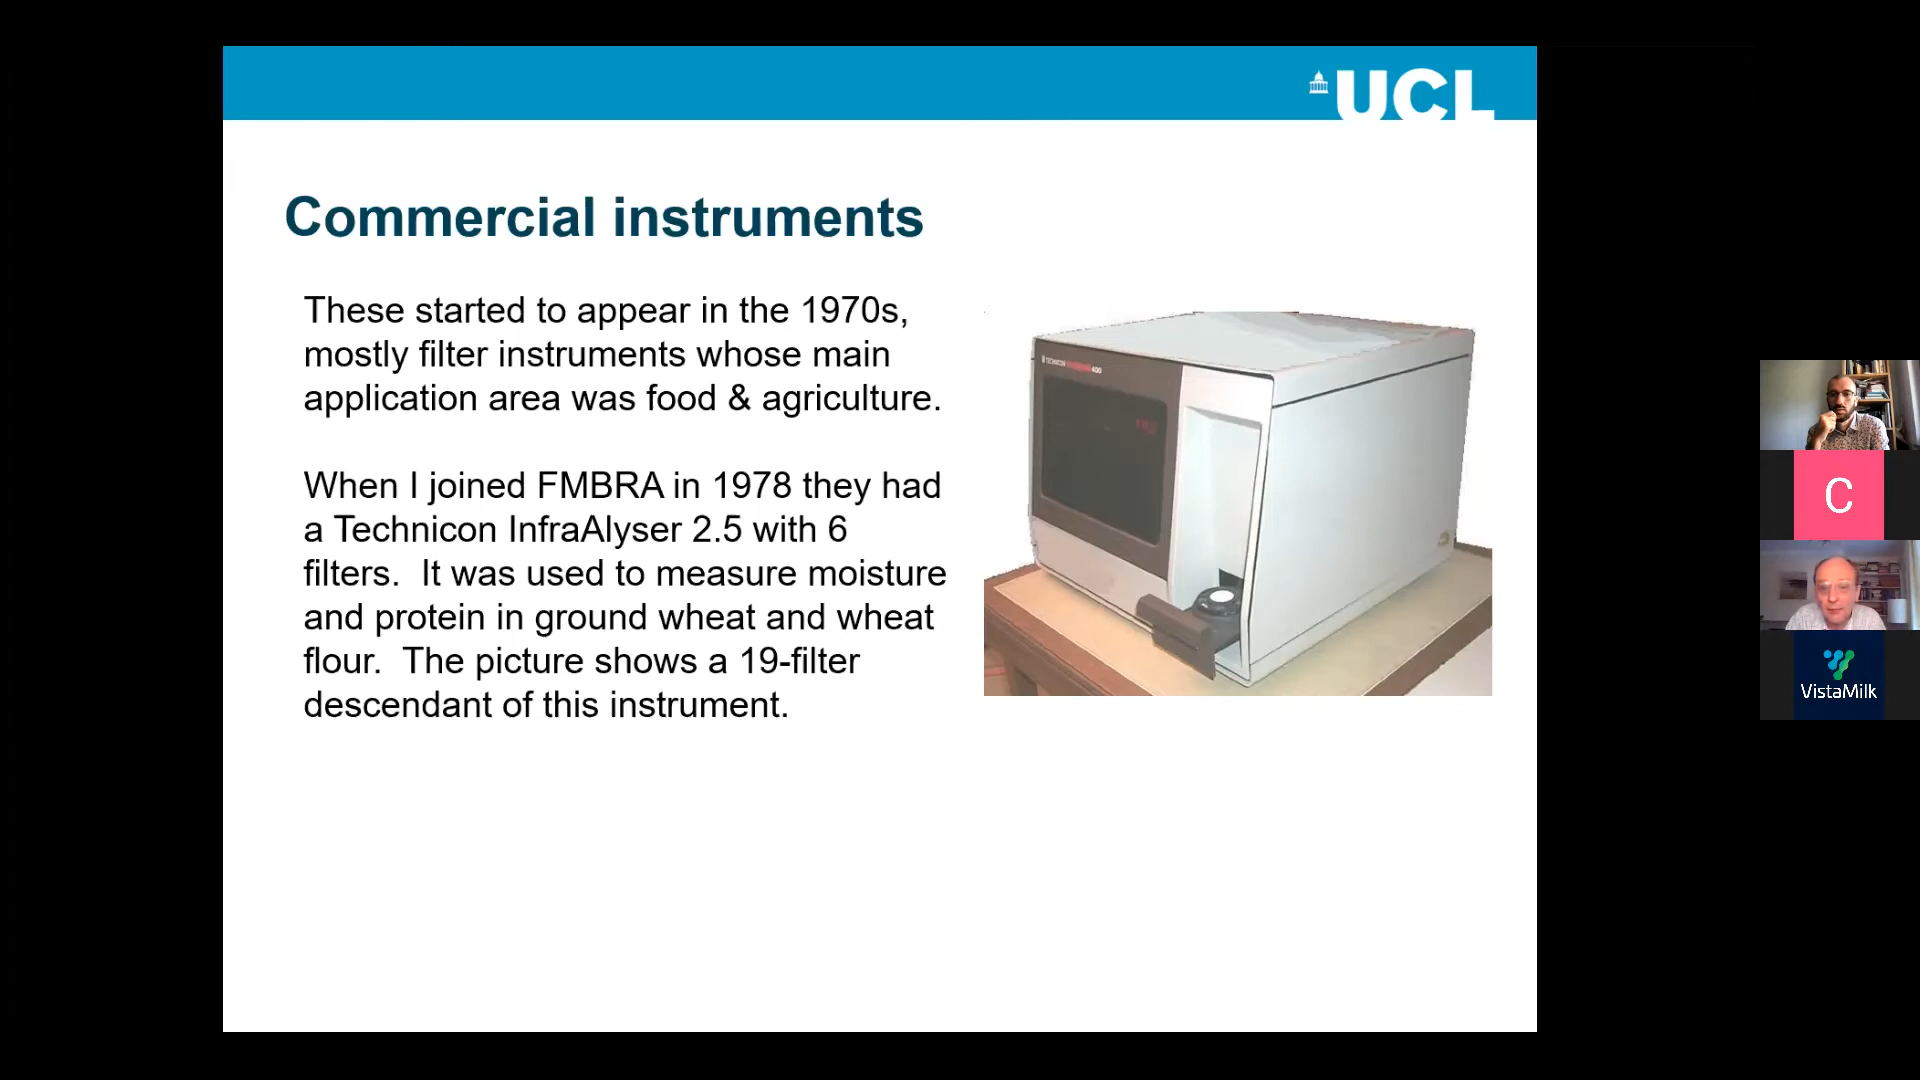 UCL
Commercial instruments
These started to appear in the 1970s,
mostly filter instruments whose main
application area was food & agriculture.
When I joined FMBRA in 1978 they had
a Technicon InfraAlyser 2.5 with 6
filters.  It was used to measure moisture
and protein in ground wheat and wheat
flour.  The picture shows a 19-filter
descendant of this instrument.
TECHNICON 400
C
VistaMilk